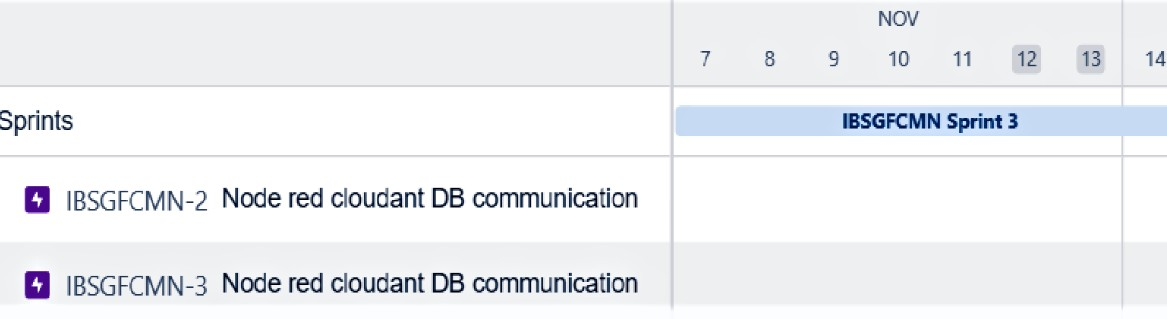 NOV
7 8 9 10 11 12 13 14
Sprints IBSGFCMN Sprint 3
IBSGFCMN-2 Node red cloudant DB communication
IBSGFCMN-3 Node red cloudant DB communication